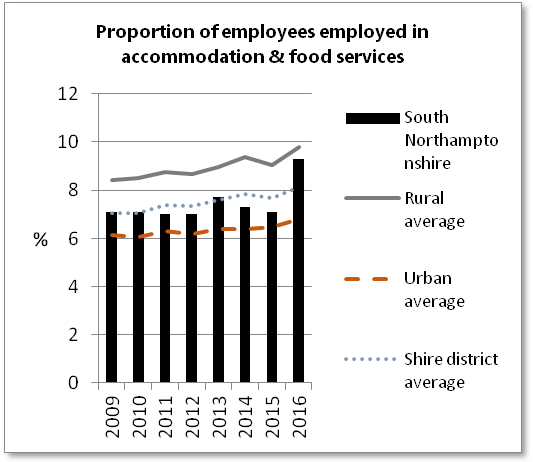 Proportion of employees employed in
accommodation & food services
12
10
8
6
4
2
0
%
2009
2010
2011
2012
2013
2014
2015
2016
South
Northampto
nshire
Rural
average
Urban
average
Shire district
average